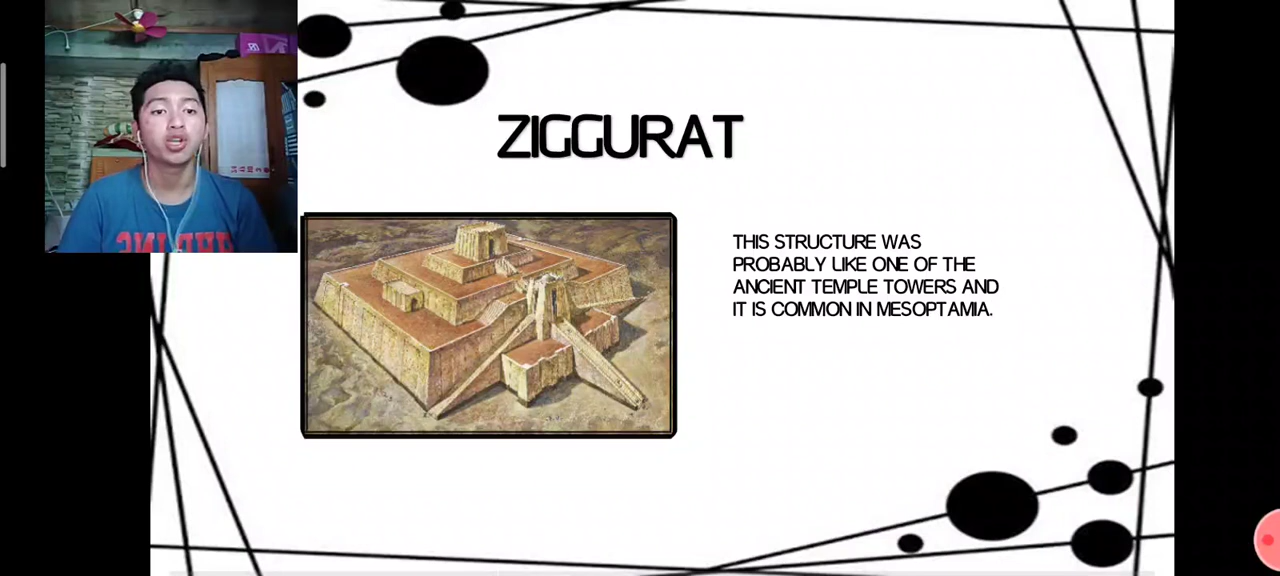 ZIGGURAT
THIS STRUCTURE WAS
PROBABLY LIKE ONE OF THE
ANCIENT TEMPLE TOWERS AND
IT IS COMMON IN MESOPTAMIA.